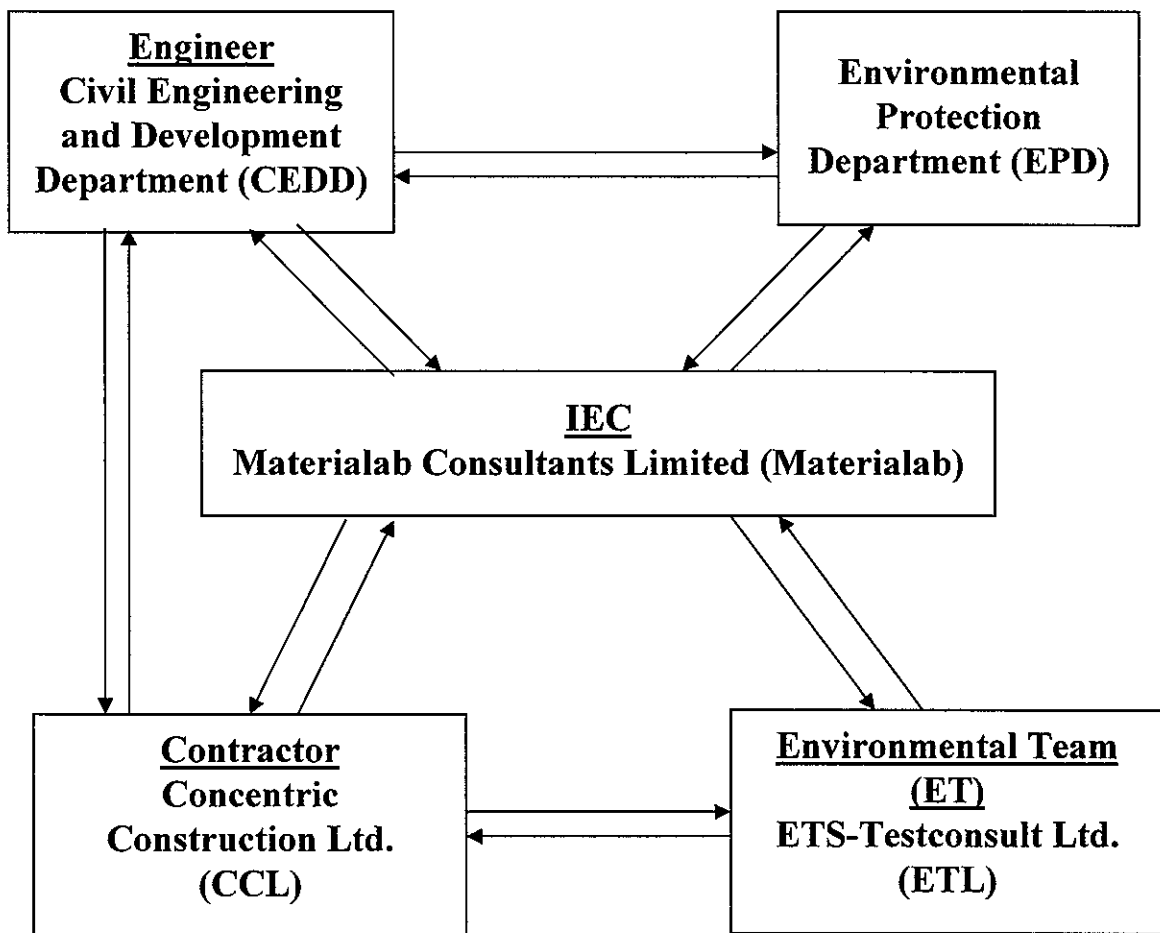 Engineer
Civil Engineering
and Development
Department (CEDD)
Environmental
Protection
Department (EPD)
IEC
Materialab Consultants Limited (Materialab)
Contractor
Concentric
Construction Ltd.
(CCL)
Environmental Team
(ET)
ETS-Testconsult Ltd.
(ETL)